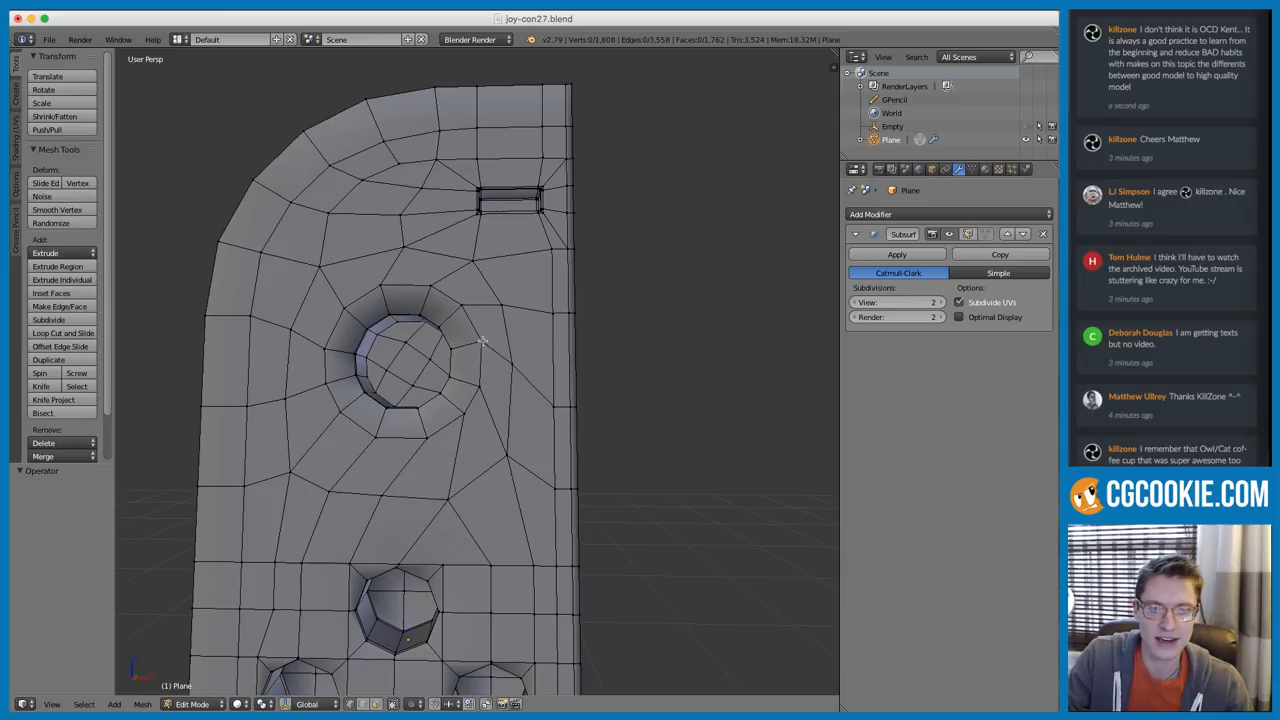 joy-con27.blend
File Render Window Help Default Scene Blender Render v2.79 | Verts:0/1,808 | Edges:0/3,558 | Faces:0/1,762 | Tris:3,524 | Mem:18.32M | Plane
Tools
Create
Shading / UVs
Options
Grease Pencil
Transform
Translate
Rotate
Scale
Shrink/Fatten
Push/Pull
Mesh Tools
Deform:
Slide Ed Vertex
Noise
Smooth Vertex
Randomize
Add:
Extrude
Extrude Region
Extrude Individual
Inset Faces
Make Edge/Face
Subdivide
Loop Cut and Slide
Offset Edge Slide
Duplicate
Spin Screw
Knife Select
Knife Project
Bisect
Remove:
Delete
Merge
Operator
User Persp
(1) Plane
View Select Add Mesh Edit Mode Global
View Search All Scenes
Scene
RenderLayers
GPencil
World
Empty
Plane
Plane
Add Modifier
Subsurf
Apply Copy
Catmull-Clark Simple
Subdivisions: Options:
View: 2 Subdivide UVs
Render: 2 Optimal Display
killzone I don't think it is OCD Kent... It
is always a good practice to learn from
the beginning and reduce BAD habits
with makes on this topic the differents
between good model to high quality
model
a second ago
killzone Cheers Matthew
3 minutes ago
LJ Simpson I agree killzone . Nice
Matthew!
3 minutes ago
H
Tom Hulme I think I'll have to watch
the archived video. YouTube stream is
stuttering like crazy for me. :-/
3 minutes ago
C
Deborah Douglas I am getting texts
but no video.
3 minutes ago
Matthew Ullrey Thanks KillZone ^-^
4 minutes ago
killzone I remember that Owl/Cat cof-
fee cup that was super awesome too
CGCOOKIE.COM